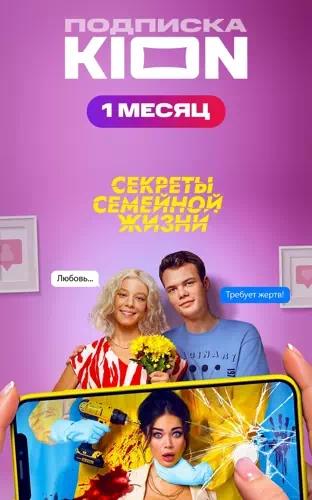 ПОДПИСКА
KION
1 МЕСЯЦ
СЕКРЕТЫ
СЕМЕЙНОЙ
ЖИЗНИ
Любовь...
Требует жертв!